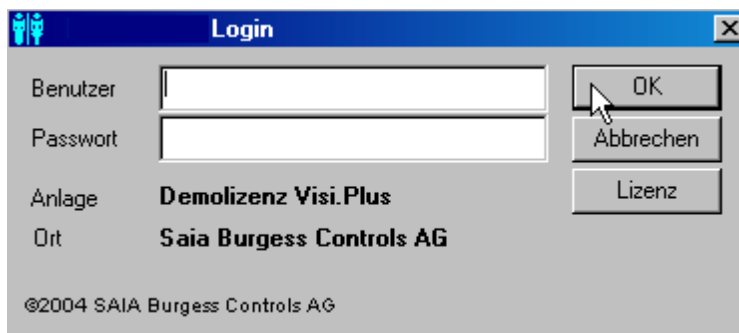 Login
Benutzer
OK
Passwort
Abbrechen
Anlage Demolizenz Visi.Plus
Lizenz
Ort Saia Burgess Controls AG
©2004 SAIA Burgess Controls AG